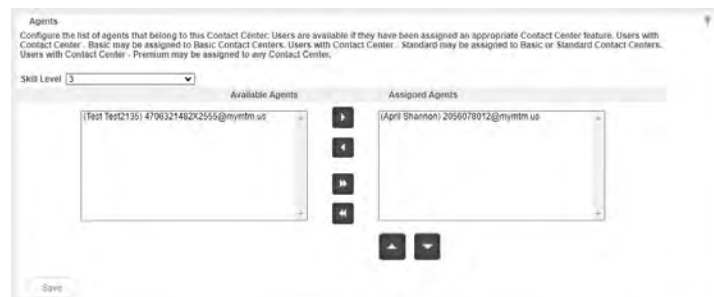 Agents
Configure the list of agents that belong to this Contact Center. Users are available if they have been assigned an appropriate Contact Center feature. Users with
Contact Center - Basic may be assigned to Basic Contact Centers. Users with Contact Center - Standard may be assigned to Basic or Standard Contact Centers.
Users with Contact Center - Premium may be assigned to any Contact Center.
Skill Level 3
Available Agents Assigned Agents
(Test Test2135) 4706321482X2555@mymtm.us (April Shannon) 2056078012@mymtm.us
Save